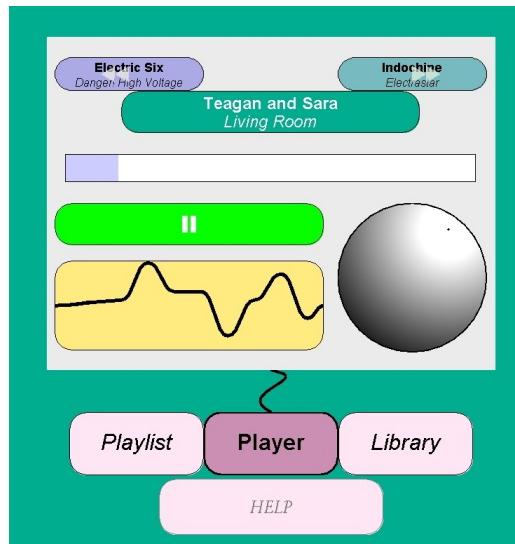 Electric Six
Danger! High Voltage
Indochine
Electrastar
Teagan and Sara
Living Room
Playlist
Player
Library
HELP